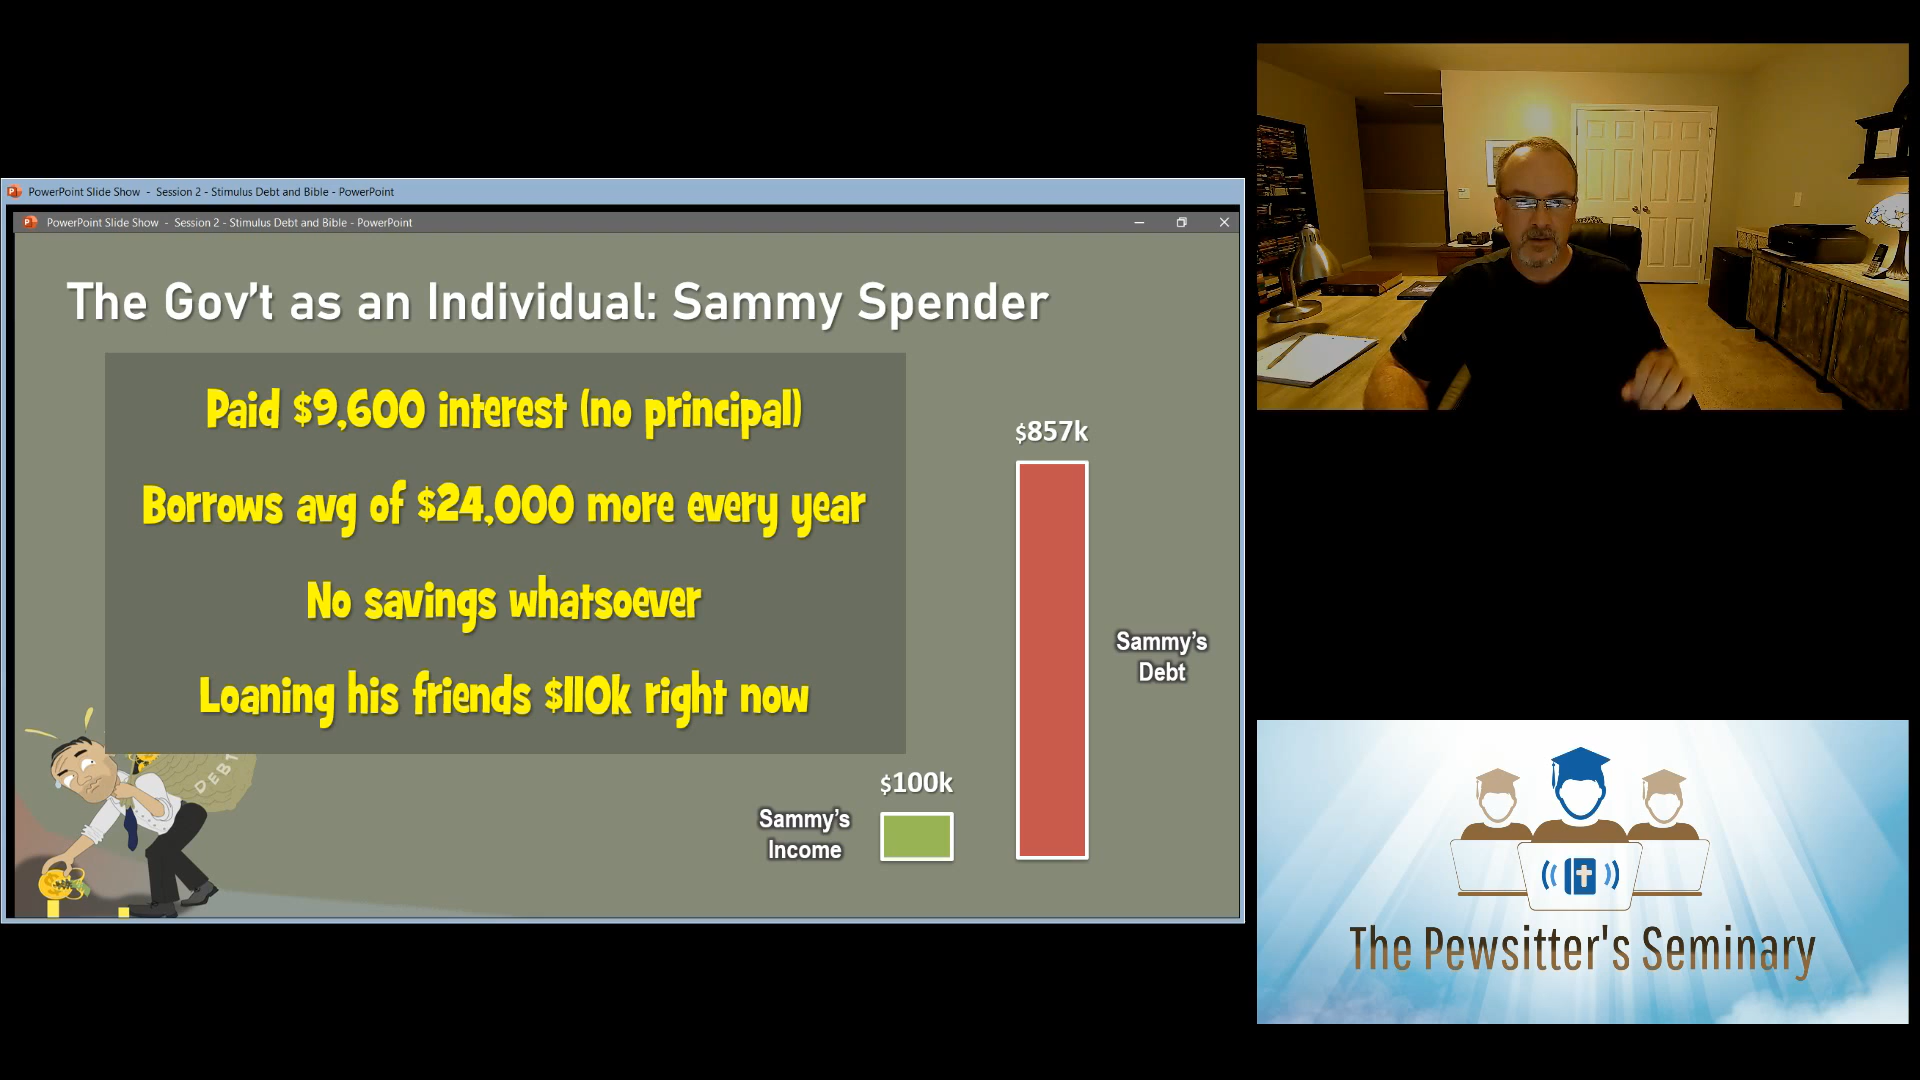 PowerPoint Slide Show - Session 2 - Stimulus Debt and Bible - PowerPoint
PowerPoint Slide Show - Session 2 - Stimulus Debt and Bible - PowerPoint
The Gov't as an Individual: Sammy Spender
Paid $9,600 interest (no principal)
Borrows avg of $24,000 more every year
No savings whatsoever
Loaning his friends $110k right now
DEBT
$857k
Sammy's
Debt
$100k
Sammy's
Income
The Pewsitter's Seminary